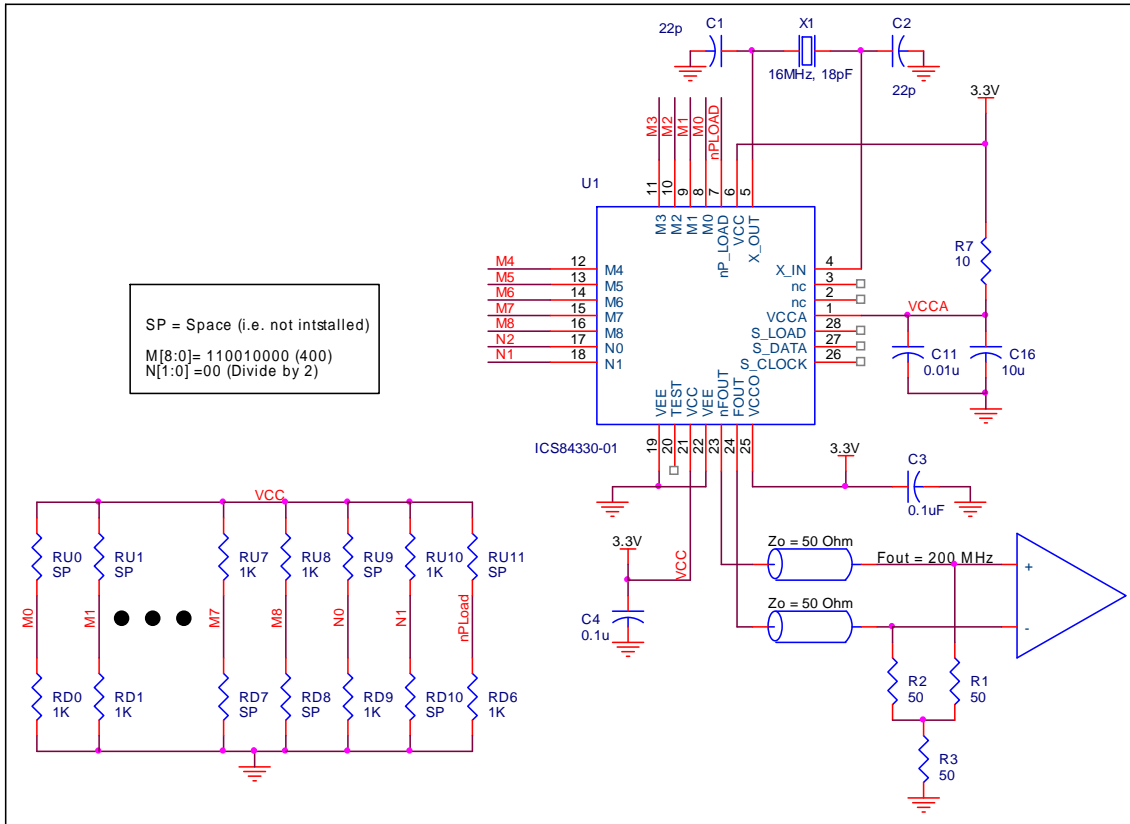 C1
22p
X1
16MHz, 18pF
C2
22p
3.3V
M3
M2
M1
M0
nPLOAD
U1
11
10
9
8
7
6
5
M3
M2
M1
M0
nP_LOAD
VCC
X_OUT
M4
M5
M6
M7
M8
N2
N1
12
13
14
15
16
17
18
M4
M5
M6
M7
M8
N0
N1
X_IN
nc
nc
VCCA
S_LOAD
S_DATA
S_CLOCK
4
3
2
1
28
27
26
R7
10
VCCA
C11
0.01u
C16
10u
SP = Space (i.e. not intstalled)
M[8:0]= 110010000 (400)
N[1:0] =00 (Divide by 2)
VEE
TEST
VCC
VEE
nFOUT
FOUT
VCCO
19
20
21
22
23
24
25
ICS84330-01
3.3V
C3
0.1uF
3.3V
VCC
C4
0.1u
Zo = 50 Ohm
Fout = 200 MHz
Zo = 50 Ohm
+
-
R2
50
R1
50
R3
50
VCC
RU0
SP
RU1
SP
RU7
1K
RU8
1K
RU9
SP
RU10
1K
RU11
SP
M0
M1
M7
M8
N0
N1
nPLoad
RD0
1K
RD1
1K
RD7
SP
RD8
SP
RD9
1K
RD10
SP
RD6
1K